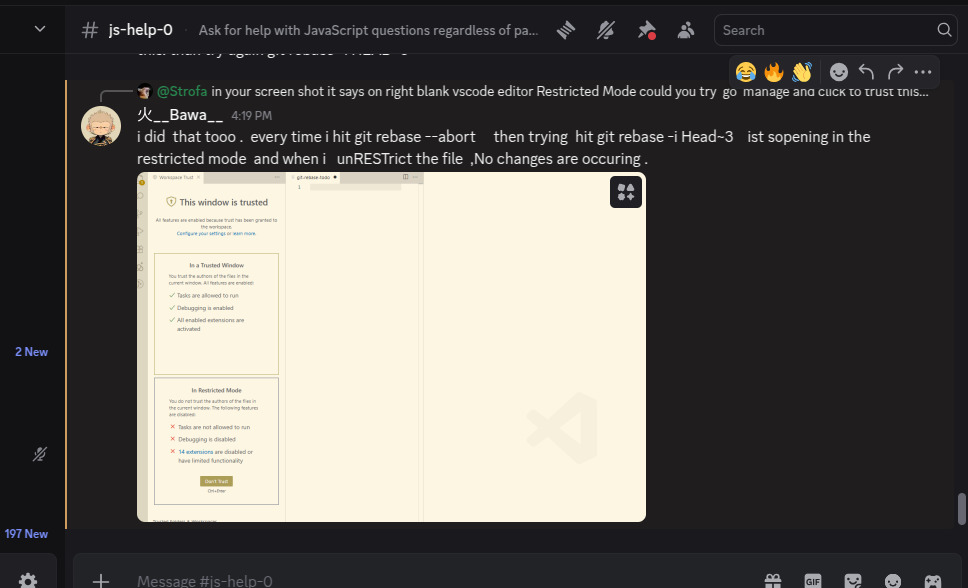 # js-help-0
Ask for help with JavaScript questions regardless of pa...
Search
@Strofa in your screen shot it says on right blank vscode editor Restricted Mode could you try go manage and click to trust this...
火__Bawa__ 4:19 PM
i did that tooo . every time i hit git rebase --abort then trying hit git rebase -i Head~3 ist sopening in the
restricted mode and when i unRESTrict the file ,No changes are occuring .
Workspace Trust
git-rebase-todo
1
This window is trusted
All features are enabled because trust has been granted to
the workspace.
Configure your settings or learn more.
In a Trusted Window
You trust the authors of the files in the
current window. All features are enabled:
Tasks are allowed to run
Debugging is enabled
All enabled extensions are
activated
In Restricted Mode
You do not trust the authors of the files in
the current window. The following features
are disabled:
Tasks are not allowed to run
Debugging is disabled
14 extensions are disabled or
have limited functionality
Don't Trust
Ctrl+Enter
Trusted Folders & Workspaces
2 New
197 New
Message #js-help-0
GIF